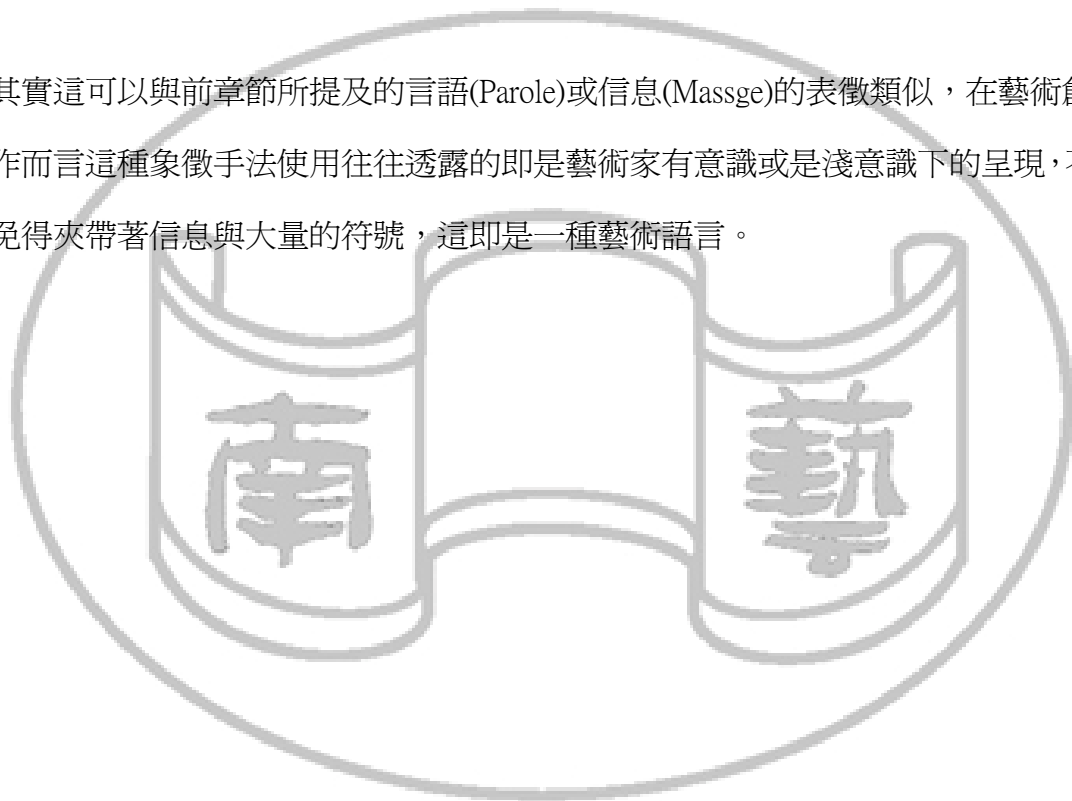 其實這可以與前章節所提及的言語(Parole)或信息(Massge)的表徵類似，在藝術
作而言這種象徵手法使用往往透露的即是藝術家有意識或是淺意識下的呈現，
免得夾帶著信息與大量的符號，這即是一種藝術語言。
南 藝